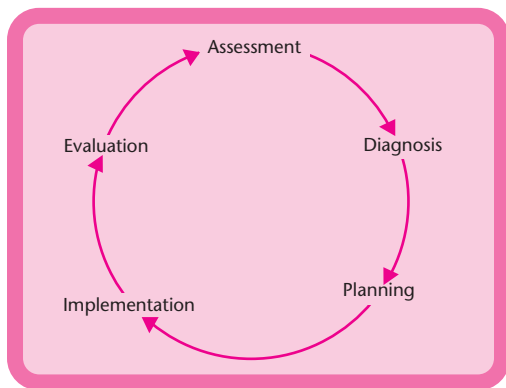 Assessment
Diagnosis
Planning
Implementation
Evaluation